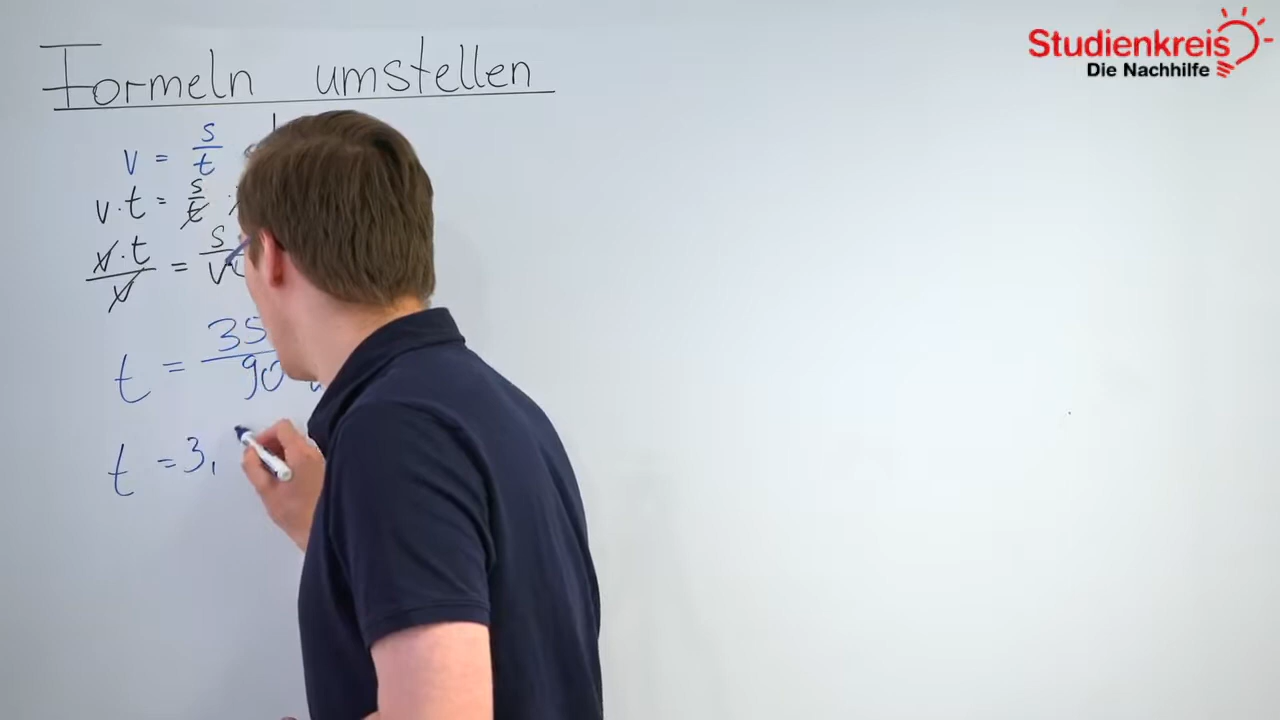 Formeln umstellen
Studienkreis
Die Nachhilfe
v = s/t
v·t = s/t ·
v·t/v = s/v
t = 35/90
t = 3,